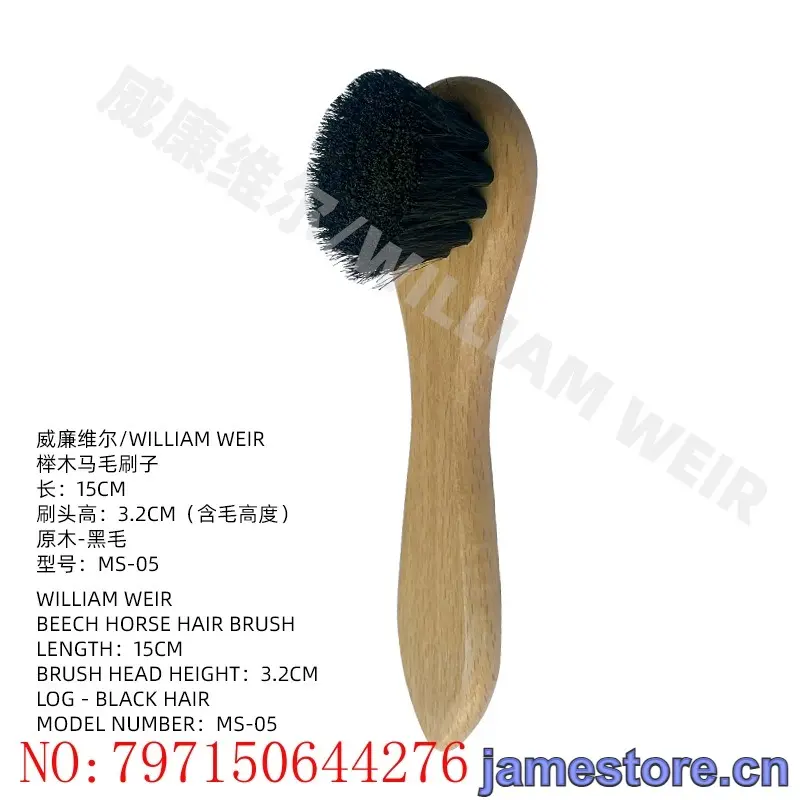 威廉维尔/WILLIAM WEIR
威廉维尔/WILLIAM WEIR
榉木马毛刷子
长：15CM
刷头高：3.2CM（含毛高度）
原木-黑毛
型号：MS-05
WILLIAM WEIR
BEECH HORSE HAIR BRUSH
LENGTH：15CM
BRUSH HEAD HEIGHT：3.2CM
LOG - BLACK HAIR
MODEL NUMBER：MS-05
NO:797150644276
jamestore.cn